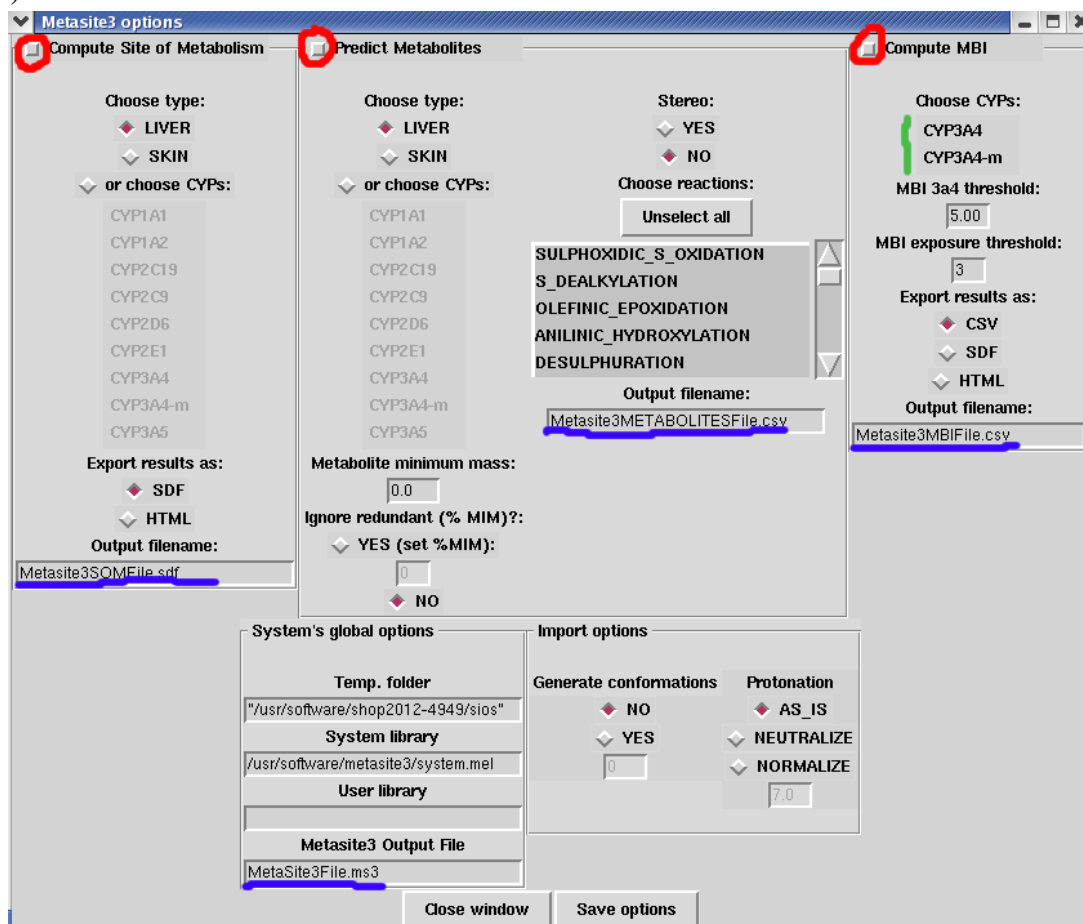 )
Metasite3 options
Compute Site of Metabolism
Choose type:
LIVER
SKIN
or choose CYPs:
CYP1A1
CYP1A2
CYP2C19
CYP2C9
CYP2D6
CYP2E1
CYP3A4
CYP3A4-m
CYP3A5
Export results as:
SDF
HTML
Output filename:
Metasite3SOMFile.sdf
Predict Metabolites
Choose type:
LIVER
SKIN
or choose CYPs:
CYP1A1
CYP1A2
CYP2C19
CYP2C9
CYP2D6
CYP2E1
CYP3A4
CYP3A4-m
CYP3A5
Metabolite minimum mass:
0.0
Ignore redundant (% MIM)?:
YES (set %MIM):
0
NO
Stereo:
YES
NO
Choose reactions:
Unselect all
SULPHOXIDIC_S_OXIDATION
S_DEALKYLATION
OLEFINIC_EPOXIDATION
ANILINIC_HYDROXYLATION
DESULPHURATION
Output filename:
Metasite3METABOLITESFile.csv
Compute MBI
Choose CYPs:
CYP3A4
CYP3A4-m
MBI 3a4 threshold:
5.00
MBI exposure threshold:
3
Export results as:
CSV
SDF
HTML
Output filename:
Metasite3MBIFile.csv
System's global options
Temp. folder
"/usr/software/shop2012-4949/sios"
System library
/usr/software/metasite3/system.mel
User library
Metasite3 Output File
MetaSite3File.ms3
Import options
Generate conformations
NO
YES
0
Protonation
AS_IS
NEUTRALIZE
NORMALIZE
7.0
Close window
Save options